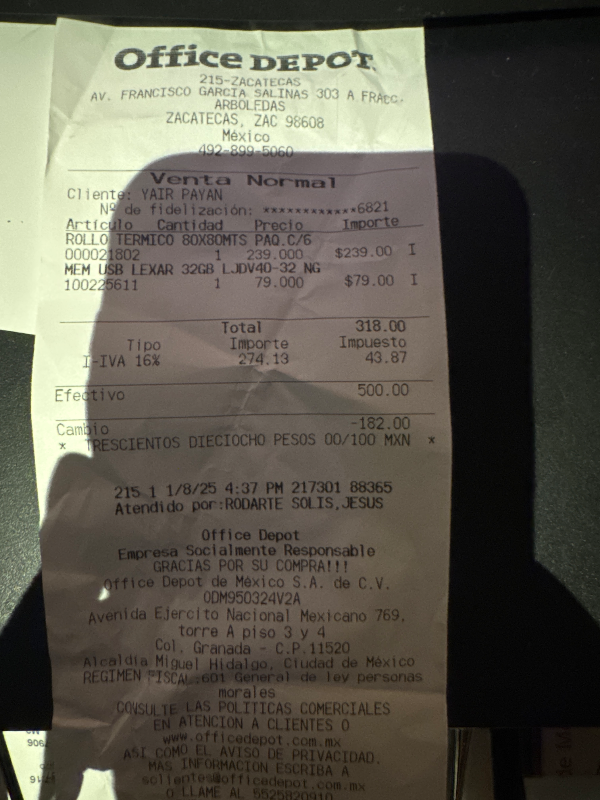 Office DEPOT
215-ZACATECAS
AV. FRANCISCO GARCIA SALINAS 303 A FRACC.
ARBOLEDAS
ZACATECAS, ZAC 98608
México
492-899-5060
Venta Normal
Cliente: YAIR PAYAN
Nº de fidelización: ************6821
Artículo Cantidad Precio Importe
ROLLO TERMICO 80X80MTS PAQ.C/6
000021802 1 239.000 $239.00 I
MEM USB LEXAR 32GB LJDV40-32 NG
100225611 1 79.000 $79.00 I
Total 318.00
Tipo Importe Impuesto
I-IVA 16% 274.13 43.87
Efectivo 500.00
Cambio -182.00
* TRESCIENTOS DIECIOCHO PESOS 00/100 MXN *
215 1 1/8/25 4:37 PM 217301 88365
Atendido por:RODARTE SOLIS,JESUS
Office Depot
Empresa Socialmente Responsable
GRACIAS POR SU COMPRA!!!
Office Depot de México S.A. de C.V.
ODM950324V2A
Avenida Ejercito Nacional Mexicano 769,
torre A piso 3 y 4
Col. Granada - C.P.11520
Alcaldía Miguel Hidalgo, Ciudad de México
REGIMEN FISCAL:601 General de ley personas
morales
CONSULTE LAS POLITICAS COMERCIALES
EN ATENCION A CLIENTES O
www.officedepot.com.mx
ASI COMO EL AVISO DE PRIVACIDAD.
MAS INFORMACION ESCRIBA A
sclientes@officedepot.com.mx
O LLAME AL 5525820910